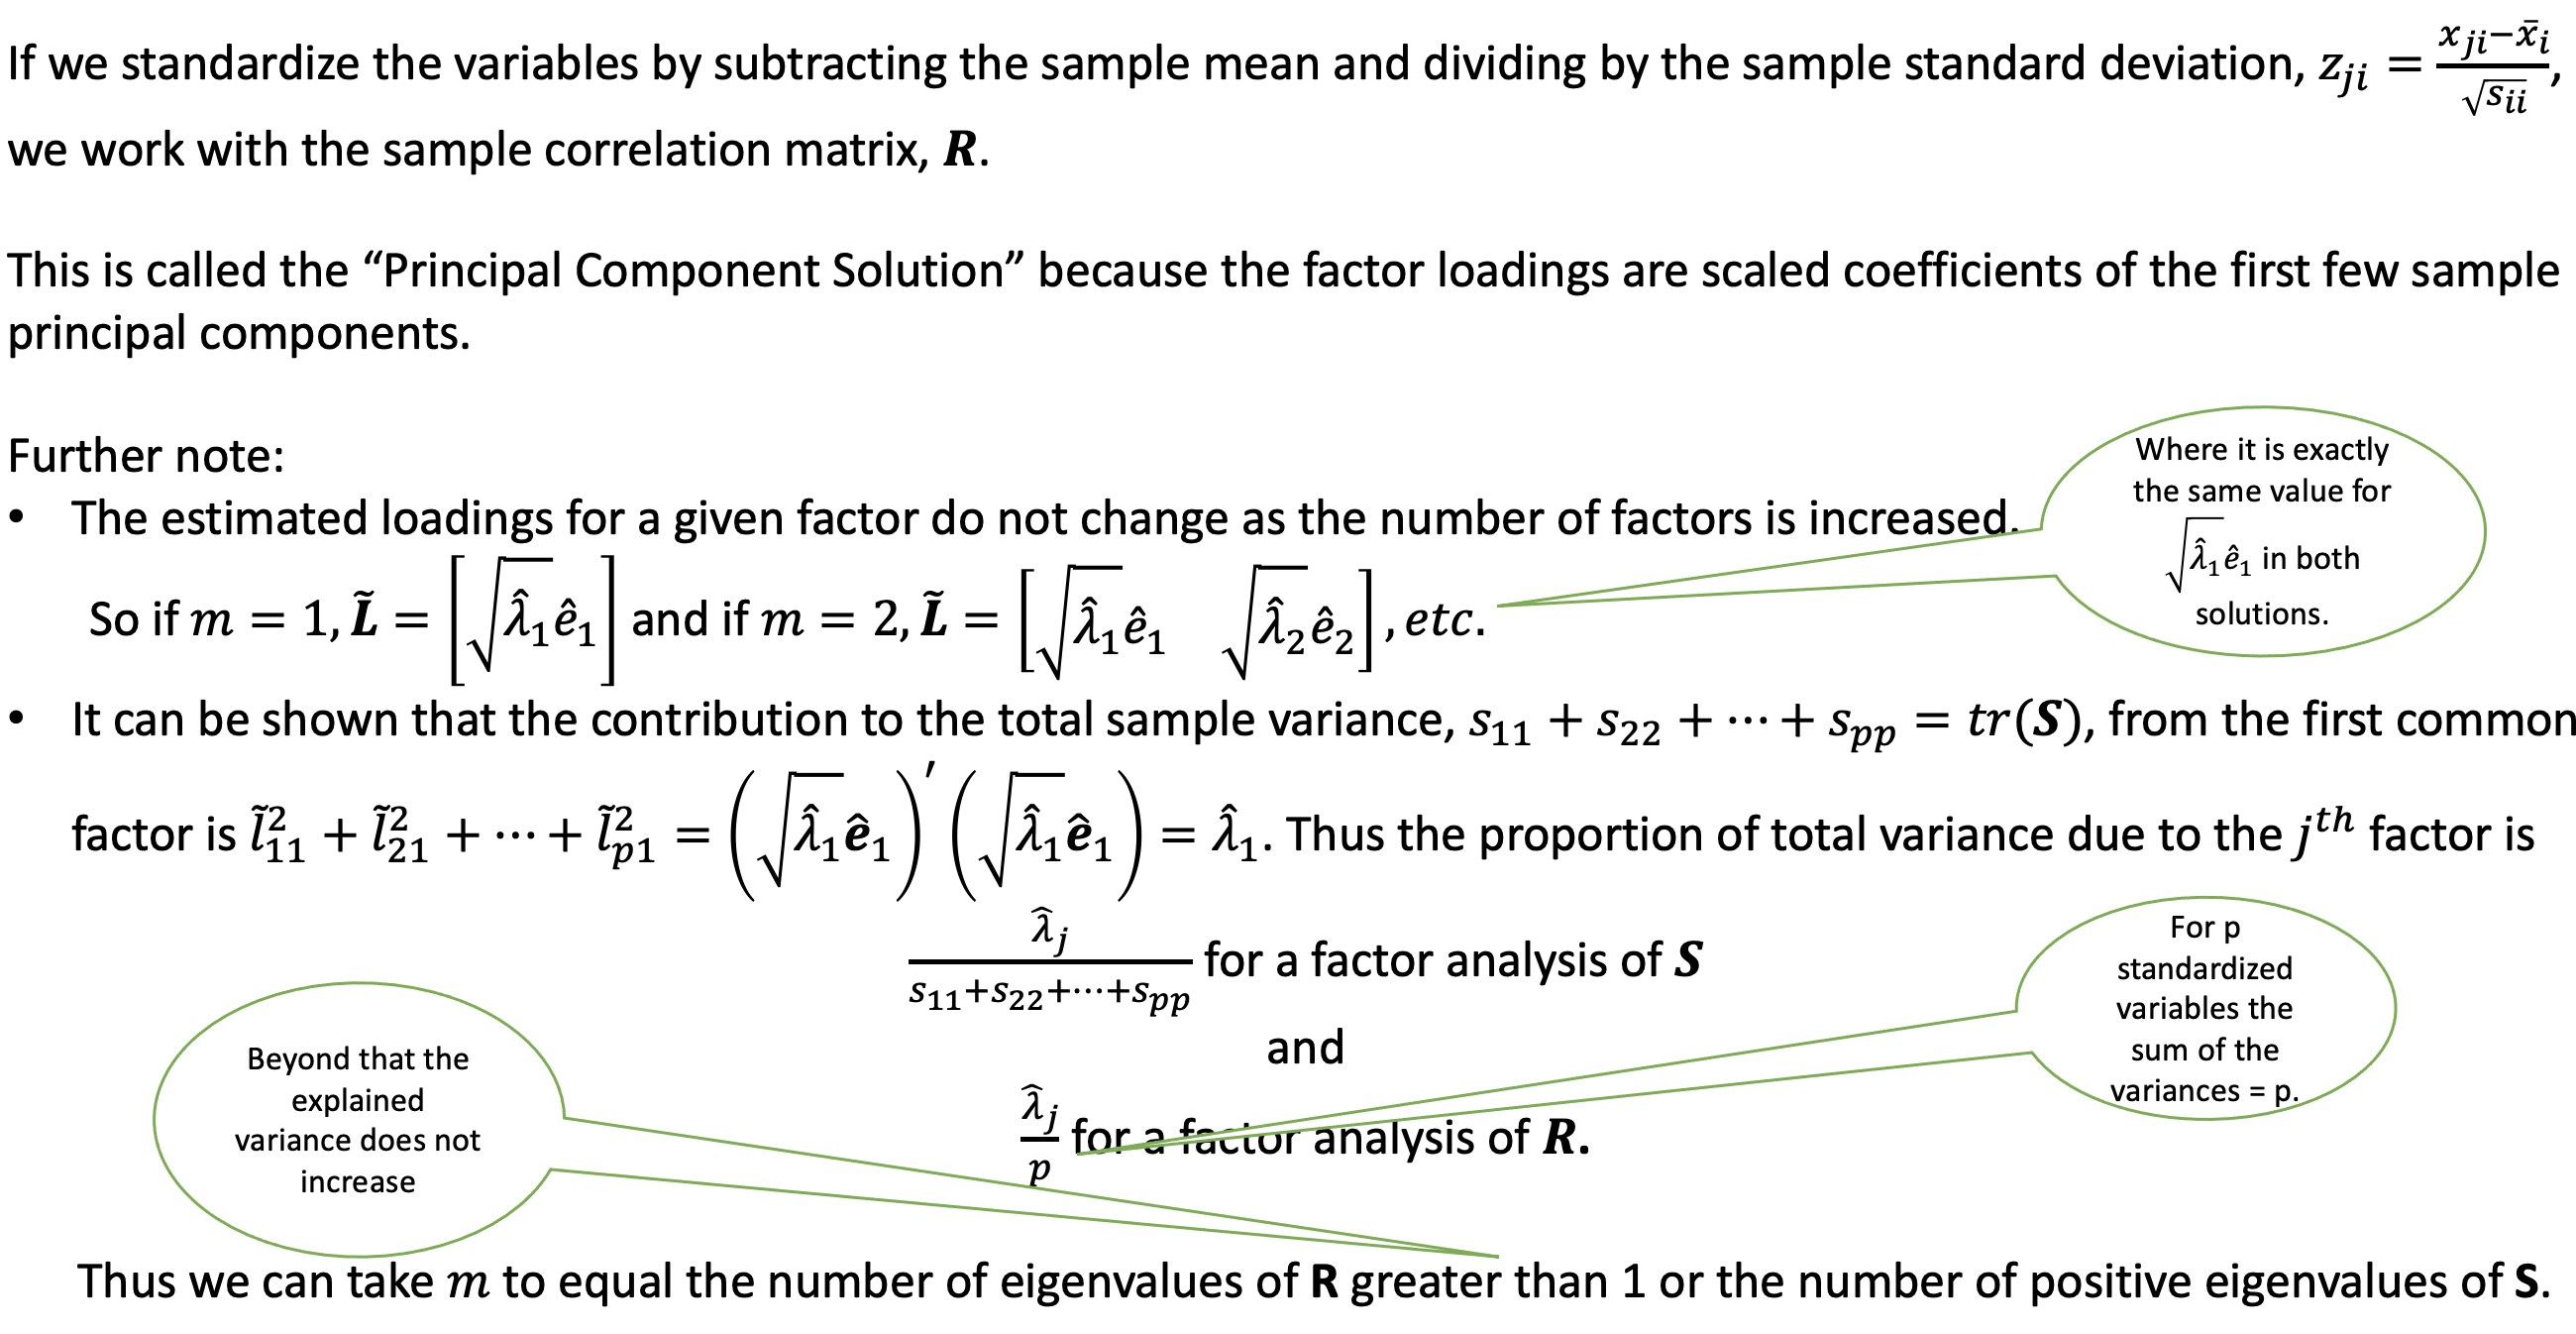 If we standardize the variables by subtracting the sample mean and dividing by the sample standard deviation, $z_{ji} = \frac{x_{ji}-\bar{x}_i}{\sqrt{s_{ii}}}$,
we work with the sample correlation matrix, R.
This is called the “Principal Component Solution” because the factor loadings are scaled coefficients of the first few sample
principal components.
Further note:
• The estimated loadings for a given factor do not change as the number of factors is increased.
So if $m = 1, \tilde{L} = \left[\sqrt{\hat{\lambda}_1}\hat{e}_1\right]$ and if $m = 2, \tilde{L} = \left[\sqrt{\hat{\lambda}_1}\hat{e}_1 \quad \sqrt{\hat{\lambda}_2}\hat{e}_2\right], etc.$
Where it is exactly
the same value for
$\sqrt{\hat{\lambda}_1}\hat{e}_1$ in both
solutions.
• It can be shown that the contribution to the total sample variance, $s_{11} + s_{22} + \cdots + s_{pp} = tr(S)$, from the first common
factor is $\tilde{l}_{11}^2 + \tilde{l}_{21}^2 + \cdots + \tilde{l}_{p1}^2 = \left(\sqrt{\hat{\lambda}_1}\hat{e}_1\right)'\left(\sqrt{\hat{\lambda}_1}\hat{e}_1\right) = \hat{\lambda}_1$. Thus the proportion of total variance due to the $j^{th}$ factor is
$\frac{\hat{\lambda}_j}{s_{11}+s_{22}+\cdots+s_{pp}}$ for a factor analysis of S
and
$\frac{\hat{\lambda}_j}{p}$ for a factor analysis of R.
For p
standardized
variables the
sum of the
variances = p.
Beyond that the
explained
variance does not
increase
Thus we can take m to equal the number of eigenvalues of R greater than 1 or the number of positive eigenvalues of S.